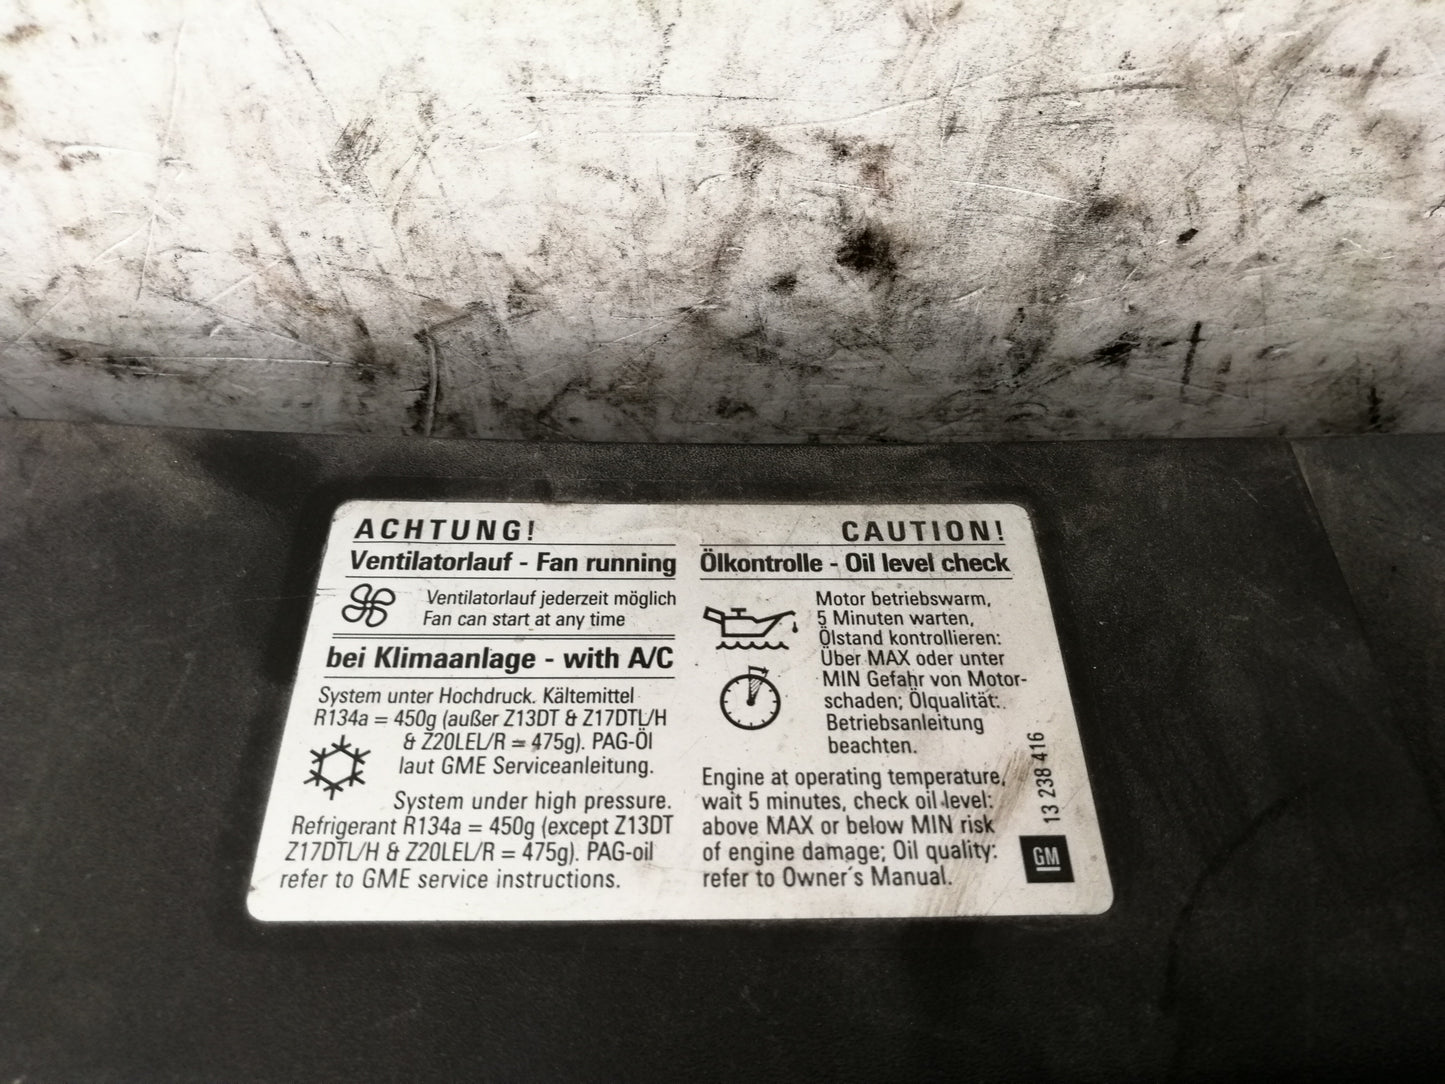 ACHTUNG!
Ventilatorlauf - Fan running
Ventilatorlauf jederzeit möglich
Fan can start at any time
bei Klimaanlage - with A/C
System unter Hochdruck. Kältemittel
R134a = 450g (außer Z13DT & Z17DTL/H
& Z20LEL/R = 475g). PAG-Öl
laut GME Serviceanleitung.
System under high pressure.
Refrigerant R134a = 450g (except Z13DT
Z17DTL/H & Z20LEL/R = 475g). PAG-oil
refer to GME service instructions.
CAUTION!
Ölkontrolle - Oil level check
Motor betriebswarm,
5 Minuten warten,
Ölstand kontrollieren:
Über MAX oder unter
MIN Gefahr von Motor-
schaden; Ölqualität:
Betriebsanleitung
beachten.
Engine at operating temperature,
wait 5 minutes, check oil level:
above MAX or below MIN risk
of engine damage; Oil quality:
refer to Owner´s Manual.
13 238 416
GM